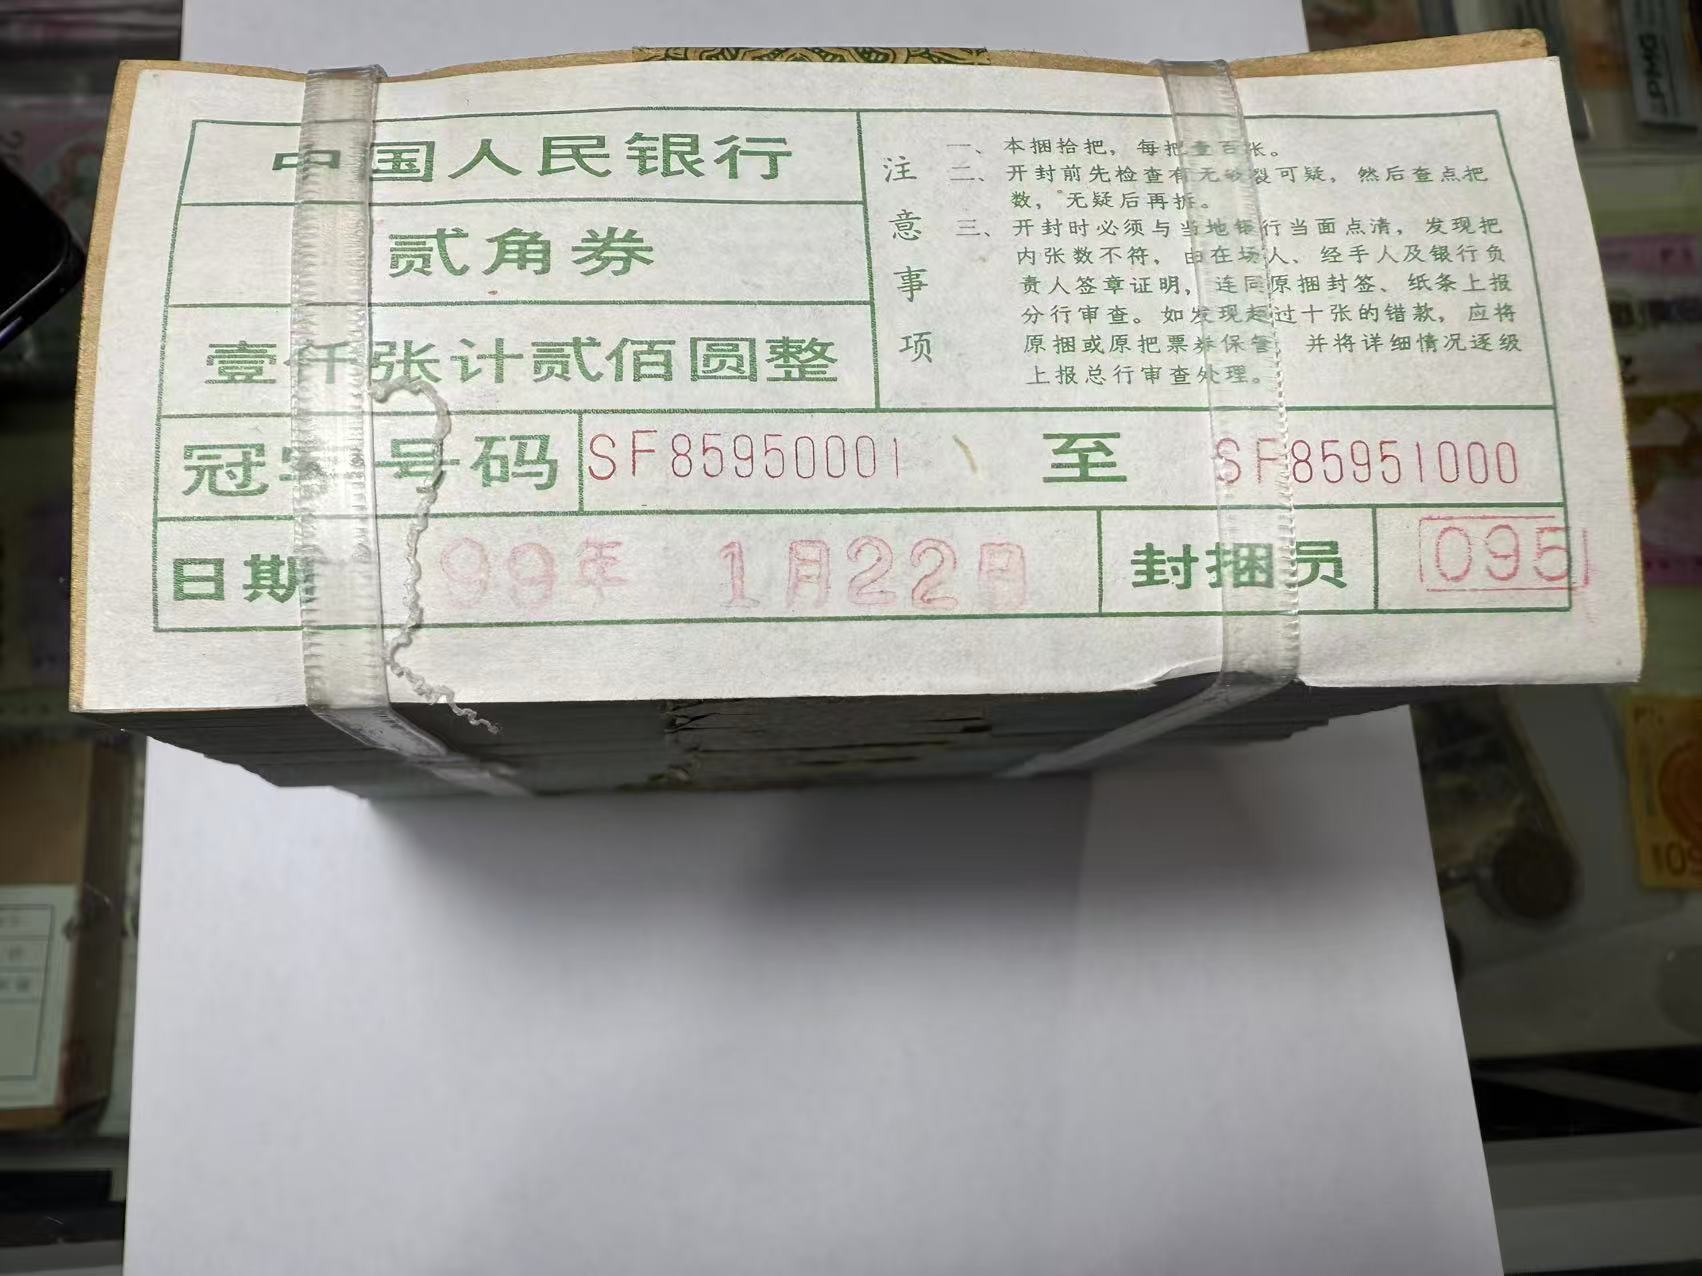 中国人民银行
贰角券
壹仟张计贰佰圆整
注意事项
一、本捆拾把，每把壹百张。
二、开封前先检查有无破裂可疑，然后查点把
数，无疑后再拆。
三、开封时必须与当地银行当面点清，发现把
内张数不符，由在场人、经手人及银行负
责人签章证明，连同原捆封签、纸条上报
分行审查。如发现超过十张的错款，应将
原捆或原把票券保管，并将详细情况逐级
上报总行审查处理。
冠字号码 SF85950001 至 SF85951000
日期 99年 1月22日 封捆员 095
PMG